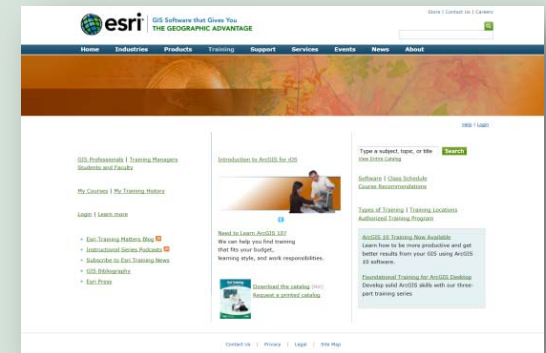 Store | Contact Us | Careers
esri
GIS Software that Gives You
THE GEOGRAPHIC ADVANTAGE
Home Industries Products Training Support Services Events News About
Help | Login
GIS Professionals | Training Managers
Students and Faculty
My Courses | My Training History
Login | Learn more
Esri Training Matters Blog
Instructional Series Podcasts
Subscribe to Esri Training News
GIS Bibliography
Esri Press
Introduction to ArcGIS for iOS
Need to Learn ArcGIS 10?
We can help you find training
that fits your budget,
learning style, and work responsibilities.
Download the catalog [PDF]
Request a printed catalog
Type a subject, topic, or title Search
View Entire Catalog
Software | Class Schedule
Course Recommendations
Types of Training | Training Locations
Authorized Training Program
ArcGIS 10 Training Now Available
Learn how to be more productive and get
better results from your GIS using ArcGIS
10 software.
Foundational Training for ArcGIS Desktop
Develop solid ArcGIS skills with our three-
part training series
Contact Us | Privacy | Legal | Site Map